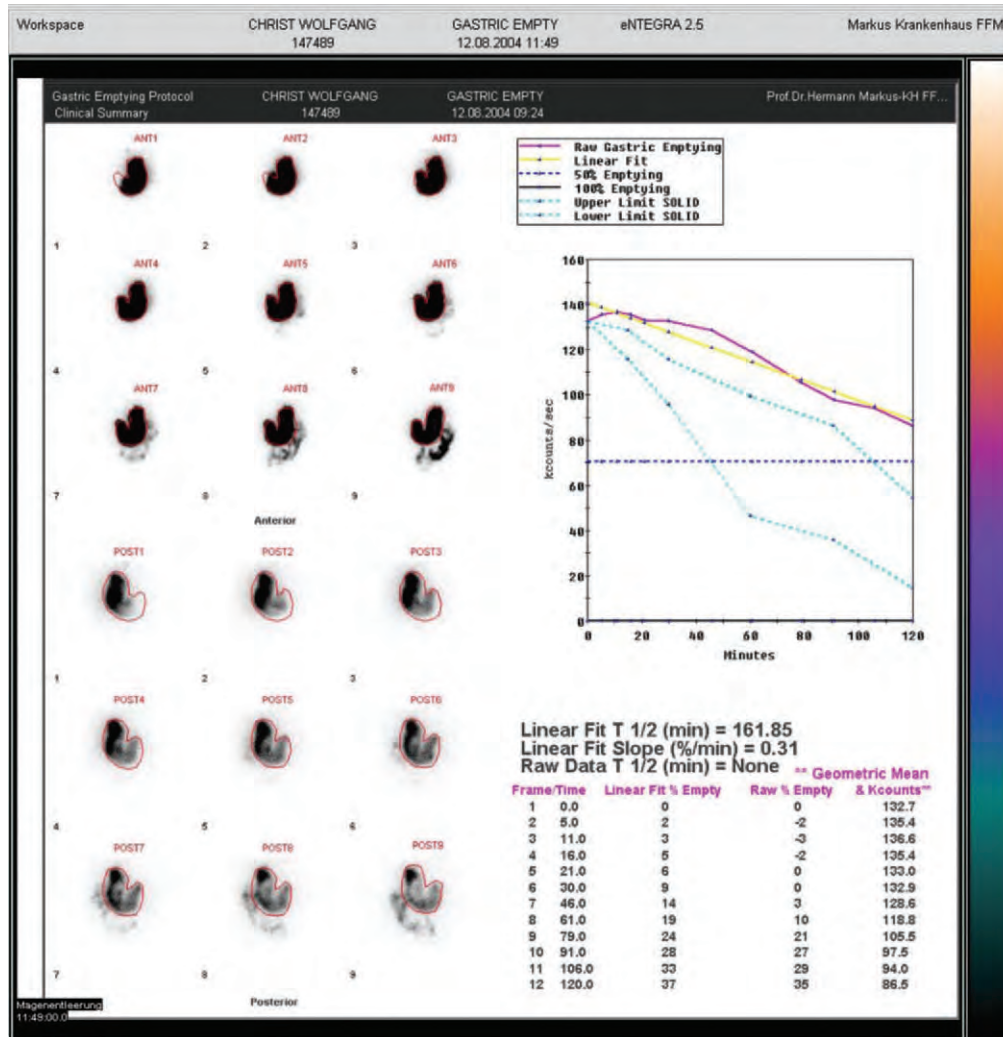 Workspace CHRIST WOLFGANG GASTRIC EMPTY eNTEGRA 2.5 Markus Krankenhaus FFM
147489 12.08.2004 11:49
Gastric Emptying Protocol CHRIST WOLFGANG GASTRIC EMPTY Prof.Dr.Hermann Markus-KH FF...
Clinical Summary 147489 12.08.2004 09:24
ANT1 ANT2 ANT3
1 2 3
ANT4 ANT5 ANT6
4 5 6
ANT7 ANT8 ANT9
7 8 9
Anterior
POST1 POST2 POST3
1 2 3
POST4 POST5 POST6
4 5 6
POST7 POST8 POST9
7 8 9
Posterior
Magenentleerung
11:49:00.0
Raw Gastric Emptying
Linear Fit
50% Emptying
100% Emptying
Upper Limit SOLID
Lower Limit SOLID
160
140
120
100
80
60
40
20
0
kcounts/sec
0 20 40 60 80 100 120
Minutes
Linear Fit T 1/2 (min) = 161.85
Linear Fit Slope (%/min) = 0.31
Raw Data T 1/2 (min) = None ** Geometric Mean
Frame/Time Linear Fit % Empty Raw % Empty & Kcounts**
1 0.0 0 0 132.7
2 5.0 2 -2 135.4
3 11.0 3 -3 136.6
4 16.0 5 -2 135.4
5 21.0 6 0 133.0
6 30.0 9 0 132.9
7 46.0 14 3 128.6
8 61.0 19 10 118.8
9 79.0 24 21 105.5
10 91.0 28 27 97.5
11 106.0 33 29 94.0
12 120.0 37 35 86.5